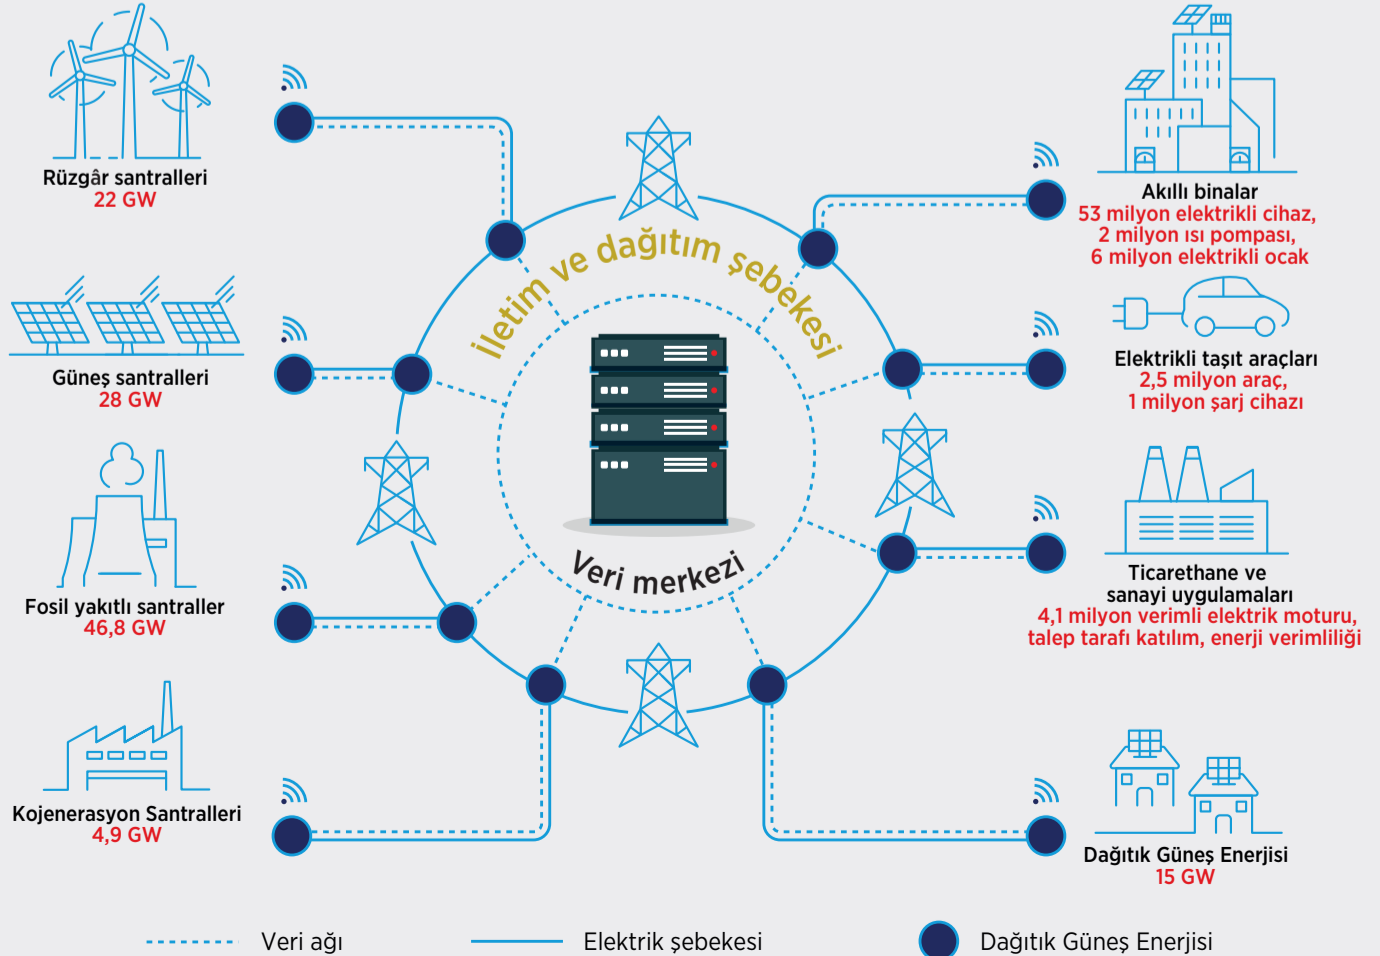 Rüzgâr santralleri
22 GW
Güneş santralleri
28 GW
Fosil yakıtlı santraller
46,8 GW
Kojenerasyon Santralleri
4,9 GW
İletim ve dağıtım şebekesi
Veri merkezi
Akıllı binalar
53 milyon elektrikli cihaz,
2 milyon ısı pompası,
6 milyon elektrikli ocak
Elektrikli taşıt araçları
2,5 milyon araç,
1 milyon şarj cihazı
Ticarethane ve
sanayi uygulamaları
4,1 milyon verimli elektrik moturu,
talep tarafı katılım, enerji verimliliği
Dağıtık Güneş Enerjisi
15 GW
Veri ağı
Elektrik şebekesi
Dağıtık Güneş Enerjisi